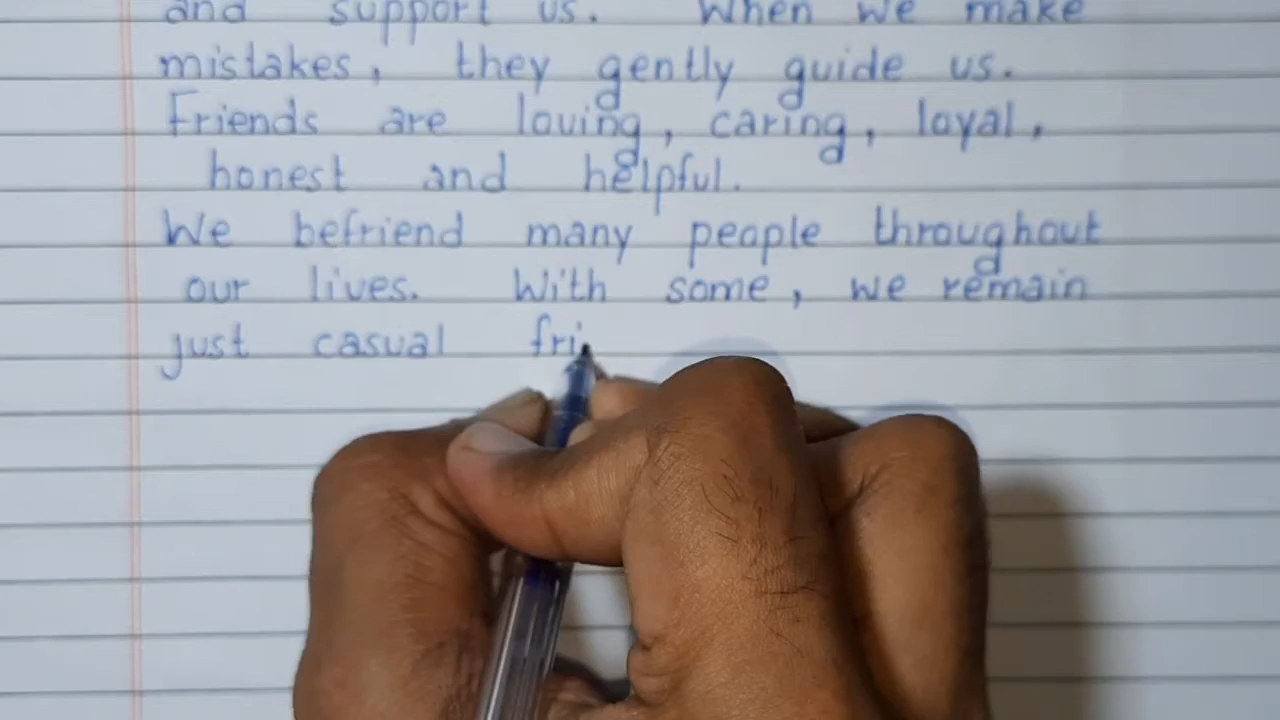 and support us. When we make
mistakes, they gently guide us.
Friends are loving, caring, loyal,
honest and helpful.
We befriend many people throughout
our lives. With some, we remain
just casual fri